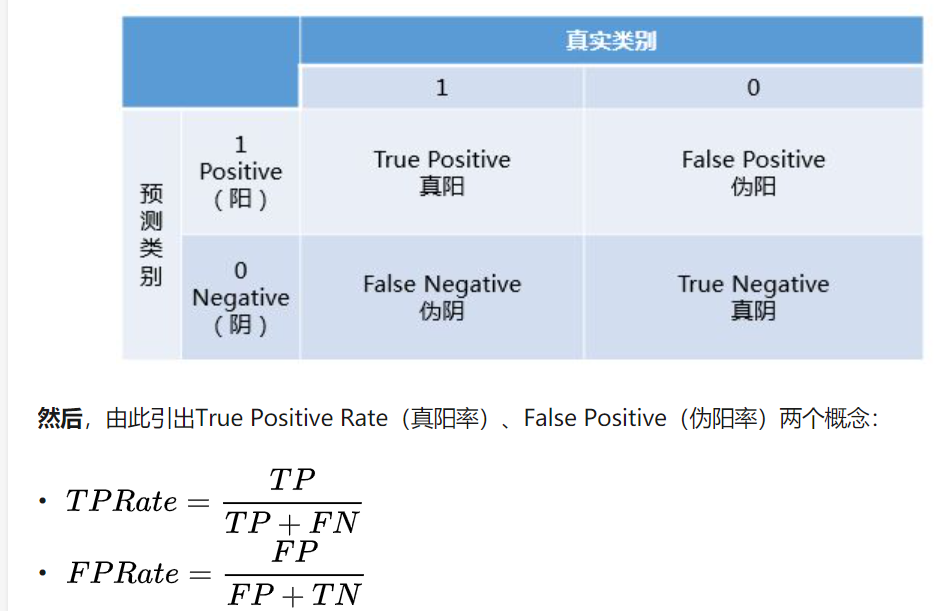 真实类别
1
0
预测类别
1
Positive
（阳）
True Positive
真阳
False Positive
伪阳
0
Negative
（阴）
False Negative
伪阴
True Negative
真阴
然后，由此引出True Positive Rate（真阳率）、False Positive（伪阳率）两个概念：
• TPRate = TP / (TP + FN)
• FPRate = FP / (FP + TN)